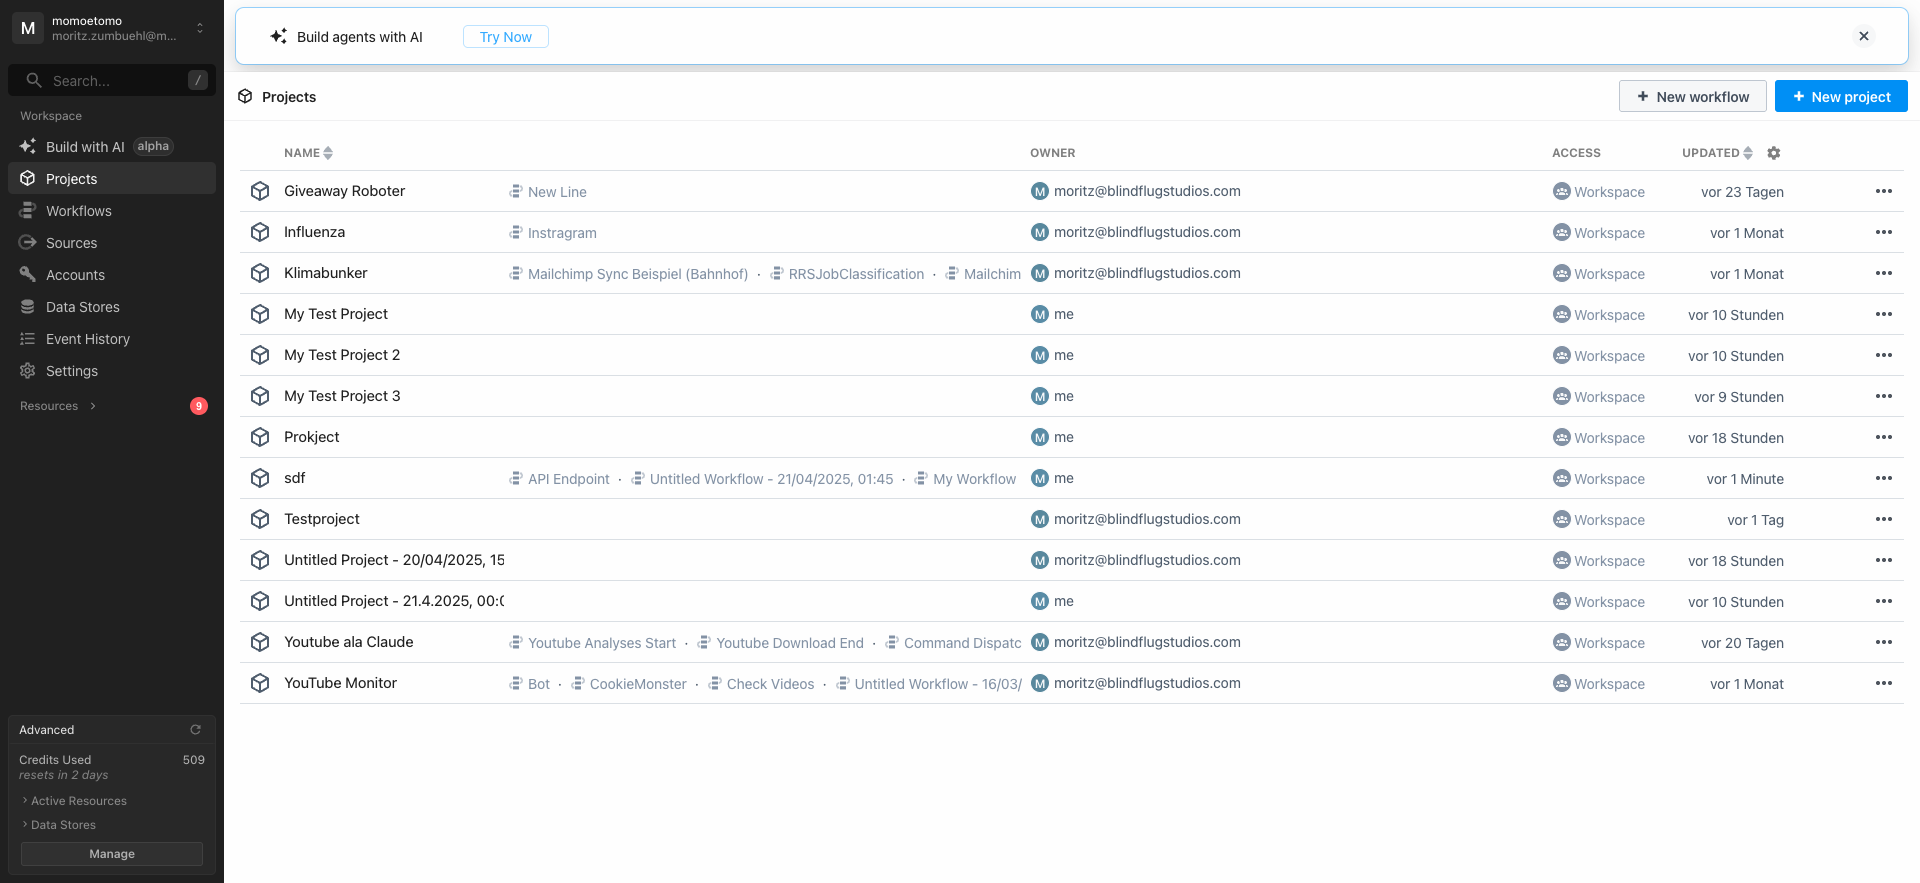 M
momoetomo
moritz.zumbuehl@m...
Search...
/
Workspace
Build with AI alpha
Projects
Workflows
Sources
Accounts
Data Stores
Event History
Settings
Resources 9
Advanced
Credits Used 509
resets in 2 days
Active Resources
Data Stores
Manage
Build agents with AI Try Now
Projects + New workflow + New project
NAME OWNER ACCESS UPDATED
Giveaway Roboter New Line M moritz@blindflugstudios.com Workspace vor 23 Tagen
Influenza Instragram M moritz@blindflugstudios.com Workspace vor 1 Monat
Klimabunker Mailchimp Sync Beispiel (Bahnhof) · RRSJobClassification · Mailchim M moritz@blindflugstudios.com Workspace vor 1 Monat
My Test Project M me Workspace vor 10 Stunden
My Test Project 2 M me Workspace vor 10 Stunden
My Test Project 3 M me Workspace vor 9 Stunden
Prokject M me Workspace vor 18 Stunden
sdf API Endpoint · Untitled Workflow - 21/04/2025, 01:45 · My Workflow M me Workspace vor 1 Minute
Testproject M moritz@blindflugstudios.com Workspace vor 1 Tag
Untitled Project - 20/04/2025, 15 M moritz@blindflugstudios.com Workspace vor 18 Stunden
Untitled Project - 21.4.2025, 00:0 M me Workspace vor 10 Stunden
Youtube ala Claude Youtube Analyses Start · Youtube Download End · Command Dispatc M moritz@blindflugstudios.com Workspace vor 20 Tagen
YouTube Monitor Bot · CookieMonster · Check Videos · Untitled Workflow - 16/03/ M moritz@blindflugstudios.com Workspace vor 1 Monat